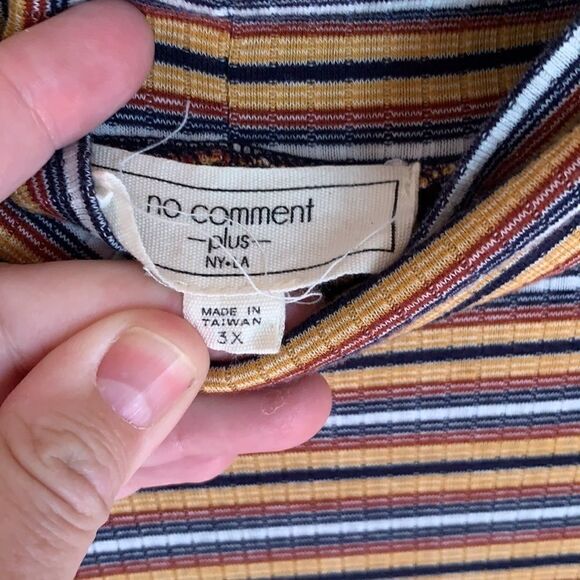 no comment
plus
NY•LA
MADE IN
TAIWAN
3X